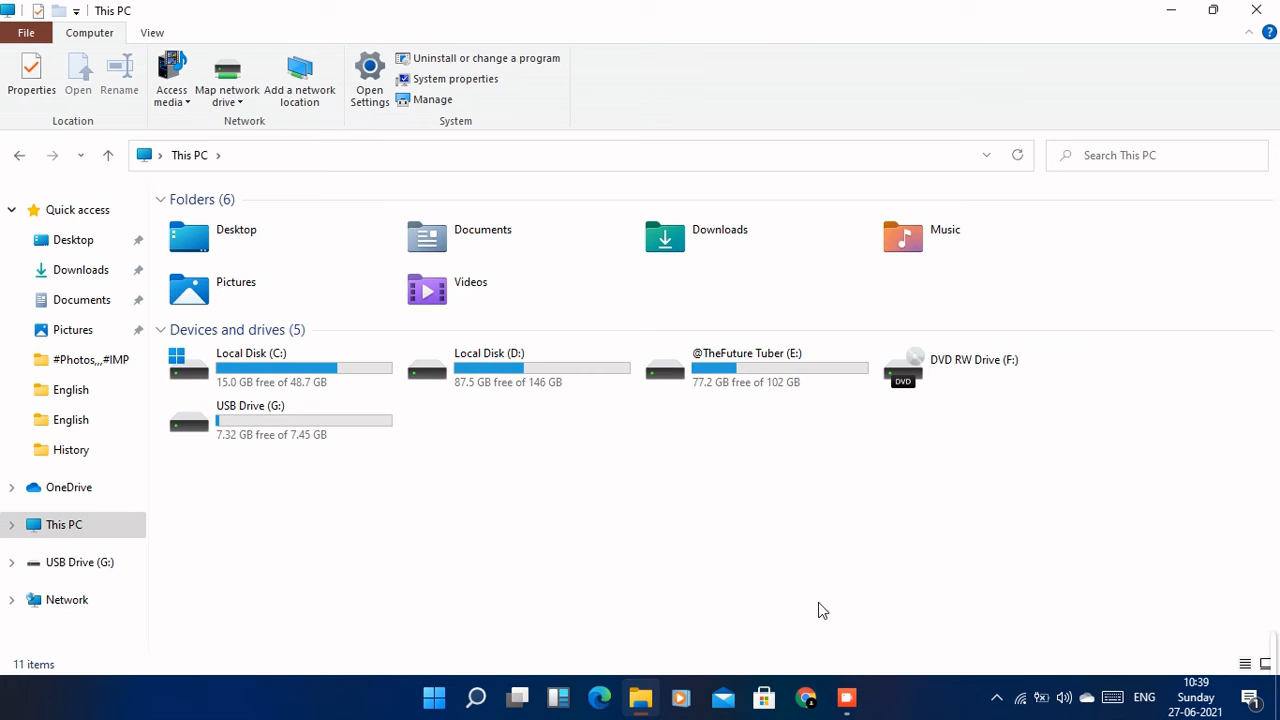 This PC
File Computer View
Properties Open Rename
Access media Map network drive Add a network location
Open Settings
Uninstall or change a program
System properties
Manage
Location Network System
This PC
Search This PC
Quick access
Desktop
Downloads
Documents
Pictures
#Photos,,,#IMP
English
English
History
OneDrive
This PC
USB Drive (G:)
Network
Folders (6)
Desktop Documents Downloads Music
Pictures Videos
Devices and drives (5)
Local Disk (C:)
15.0 GB free of 48.7 GB
Local Disk (D:)
87.5 GB free of 146 GB
@TheFuture Tuber (E:)
77.2 GB free of 102 GB
DVD RW Drive (F:)
DVD
USB Drive (G:)
7.32 GB free of 7.45 GB
11 items
ENG
10:39
Sunday
27-06-2021
1